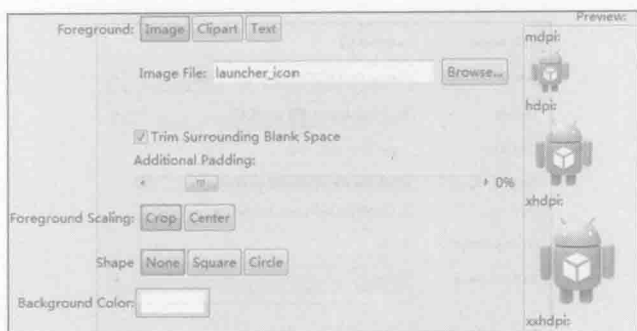 Preview:
Foreground: Image Clipart Text
mdpi:
Image File: launcher_icon Browse...
hdpi:
Trim Surrounding Blank Space
Additional Padding:
0%
xhdpi:
Foreground Scaling: Crop Center
Shape None Square Circle
Background Color:
xxhdpi: